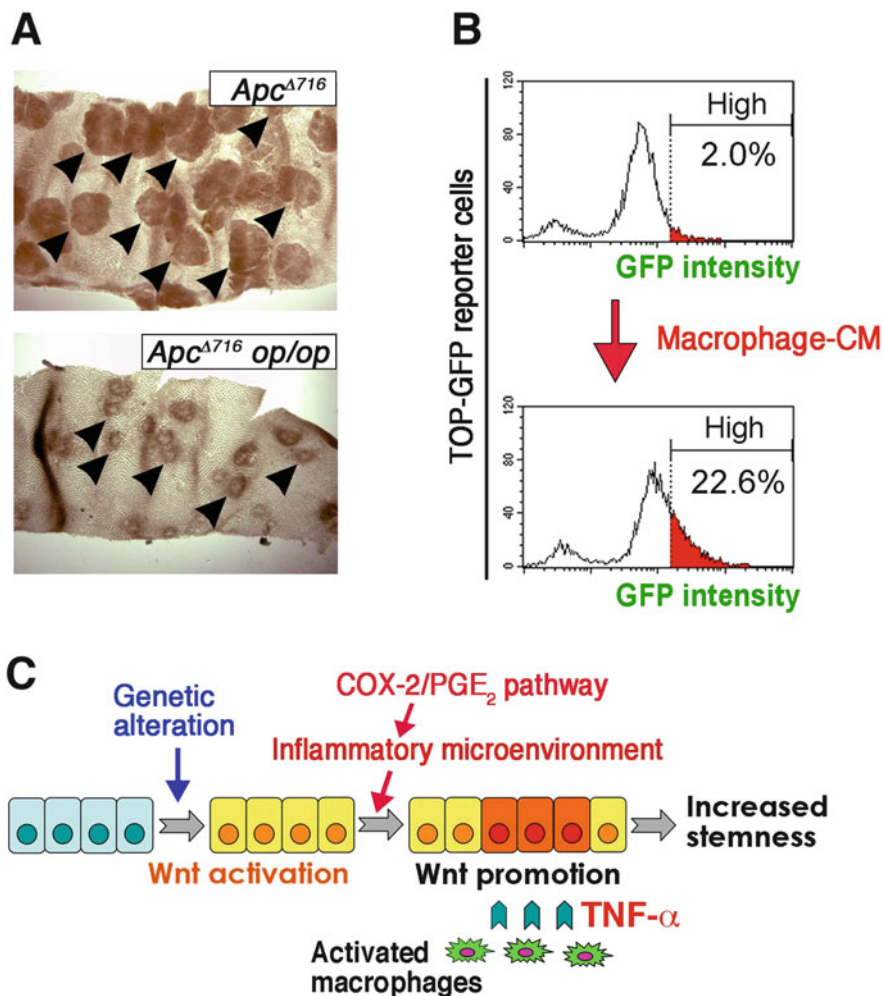 A
Apc^Δ716
Apc^Δ716 op/op
B
TOP-GFP reporter cells
120
80
40
0
High
2.0%
GFP intensity
Macrophage-CM
120
80
40
0
High
22.6%
GFP intensity
C
Genetic
alteration
COX-2/PGE₂ pathway
Inflammatory microenvironment
Wnt activation
Wnt promotion
Increased
stemness
TNF-α
Activated
macrophages